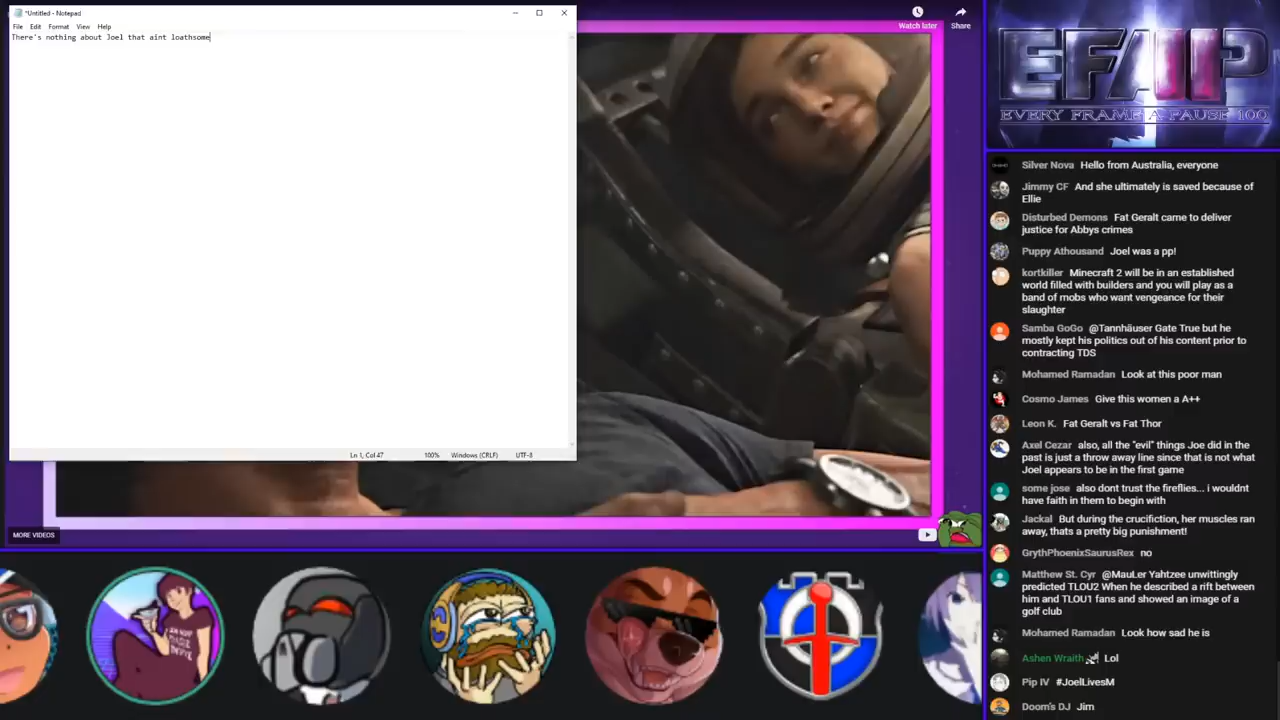 *Untitled - Notepad
File Edit Format View Help
There's nothing about Joel that aint loathsome
Ln 1, Col 47 100% Windows (CRLF) UTF-8
Watch later
Share
MORE VIDEOS
EFAP
EVERY FRAME A PAUSE 100
Silver Nova Hello from Australia, everyone
Jimmy CF And she ultimately is saved because of
Ellie
Disturbed Demons Fat Geralt came to deliver
justice for Abbys crimes
Puppy Athousand Joel was a pp!
kortkiller Minecraft 2 will be in an established
world filled with builders and you will play as a
band of mobs who want vengeance for their
slaughter
Samba GoGo @Tannhäuser Gate True but he
mostly kept his politics out of his content prior to
contracting TDS
Mohamed Ramadan Look at this poor man
Cosmo James Give this women a A++
Leon K. Fat Geralt vs Fat Thor
Axel Cezar also, all the "evil" things Joe did in the
past is just a throw away line since that is not what
Joel appears to be in the first game
some jose also dont trust the fireflies... i wouldnt
have faith in them to begin with
Jackal But during the crucifiction, her muscles ran
away, thats a pretty big punishment!
GrythPhoenixSaurusRex no
Matthew St. Cyr @MauLer Yahtzee unwittingly
predicted TLOU2 When he described a rift between
him and TLOU1 fans and showed an image of a
golf club
Mohamed Ramadan Look how sad he is
Ashen Wraith Lol
Pip IV #JoelLivesM
Doom's DJ Jim